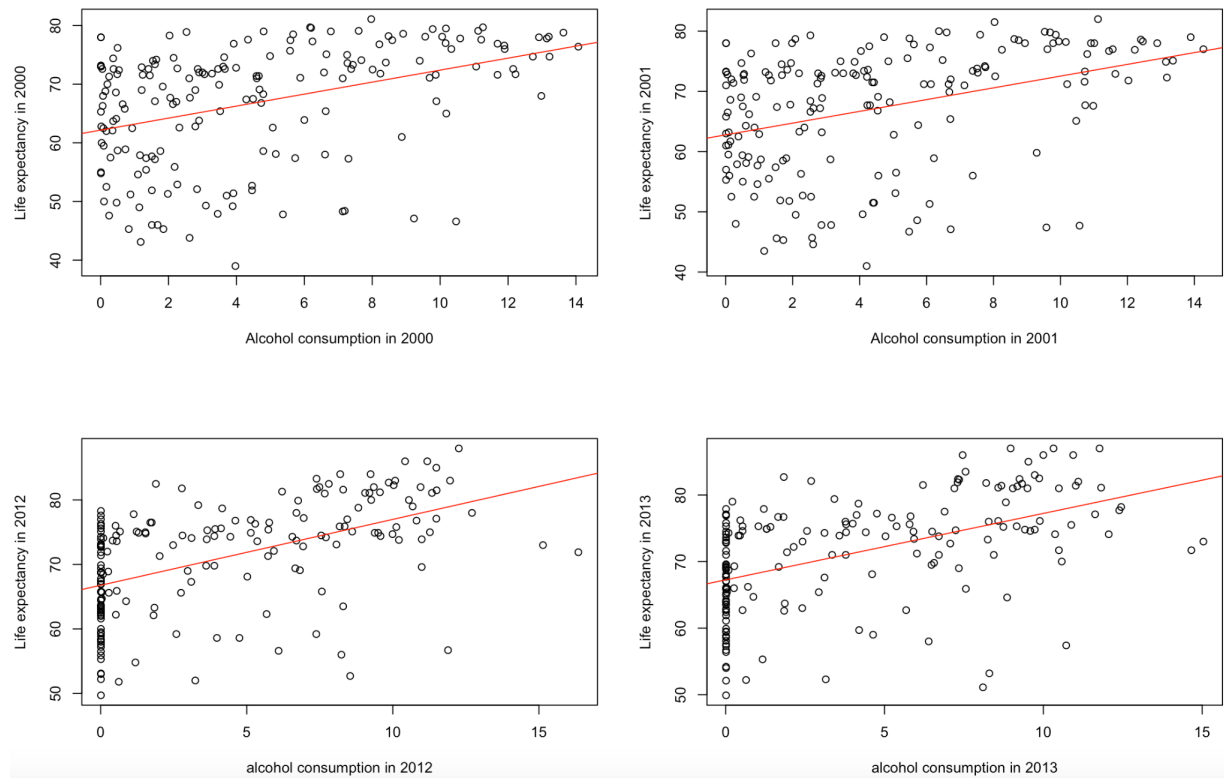 Life expectancy in 2000
80
70
60
50
40
0 2 4 6 8 10 12 14
Alcohol consumption in 2000
Life expectancy in 2001
80
70
60
50
40
0 2 4 6 8 10 12 14
Alcohol consumption in 2001
Life expectancy in 2012
80
70
60
50
0 5 10 15
alcohol consumption in 2012
Life expectancy in 2013
80
70
60
50
0 5 10 15
alcohol consumption in 2013